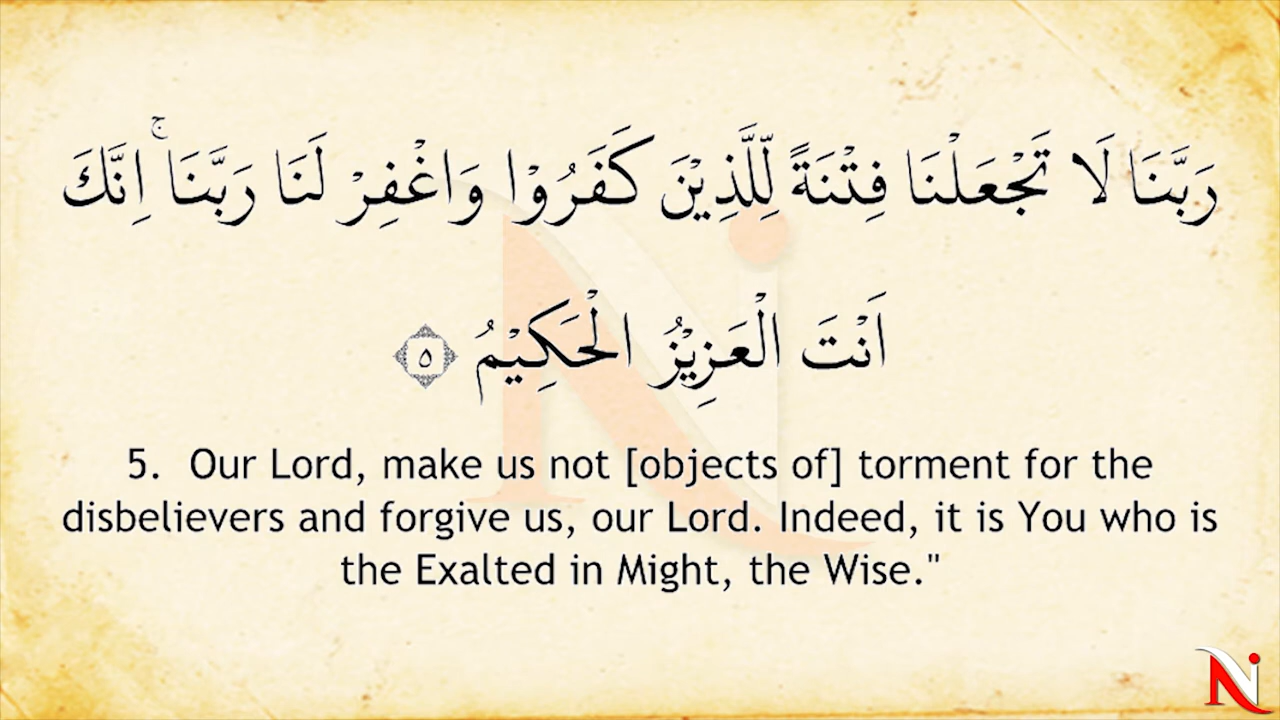 رَبَّنَا لَا تَجْعَلْنَا فِتْنَةً لِّلَّذِيْنَ كَفَرُوْا وَاغْفِرْ لَنَا رَبَّنَا ۚ اِنَّكَ
اَنْتَ الْعَزِيْزُ الْحَكِيْمُ ۵
5. Our Lord, make us not [objects of] torment for the
disbelievers and forgive us, our Lord. Indeed, it is You who is
the Exalted in Might, the Wise."